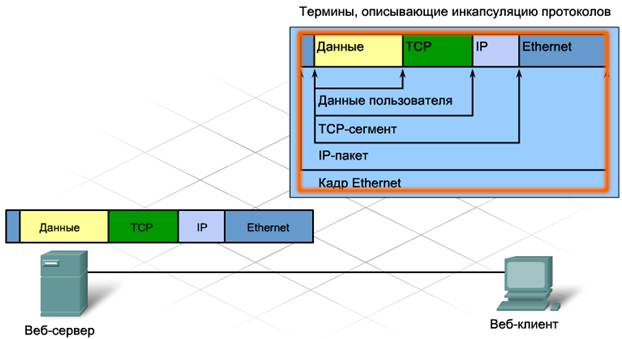 Термины, описывающие инкапсуляцию протоколов
Данные TCP IP Ethernet
Данные пользователя
TCP-сегмент
IP-пакет
Кадр Ethernet
Данные TCP IP Ethernet
Веб-сервер
Веб-клиент